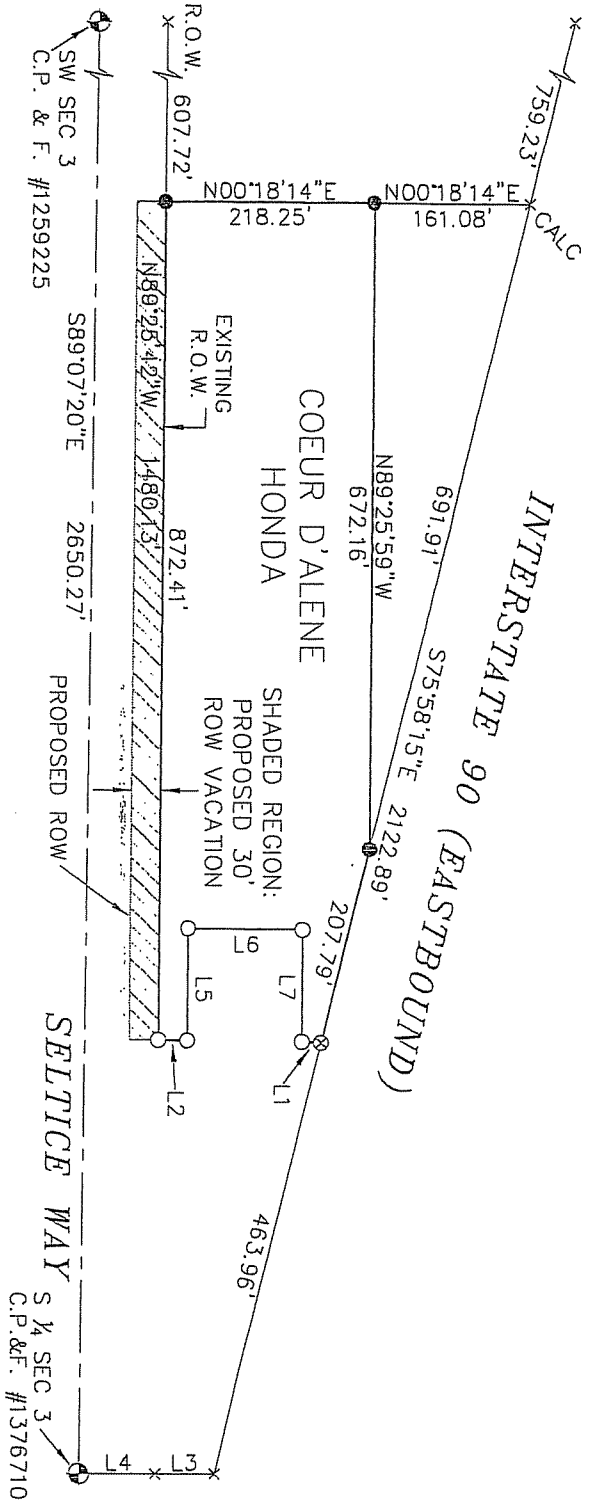 INTERSTATE 90 (EASTBOUND)
759.23'
CALC
691.91'
S75°58'15"E 2122.89'
207.79'
463.96'
N00°18'14"E
161.08'
N00°18'14"E
218.25'
N89°25'59"W
672.16'
COEUR D'ALENE
HONDA
L7
L1
L6
L5
L2
SHADED REGION:
PROPOSED 30'
ROW VACATION
R.O.W.
607.72'
EXISTING
R.O.W.
872.41'
N89°25'42"W 1480.13'
PROPOSED ROW
S89°07'20"E 2650.27'
SELTICE WAY
L3
L4
SW SEC 3
C.P. & F. #1259225
S 1/4 SEC 3
C.P.&F. #1376710